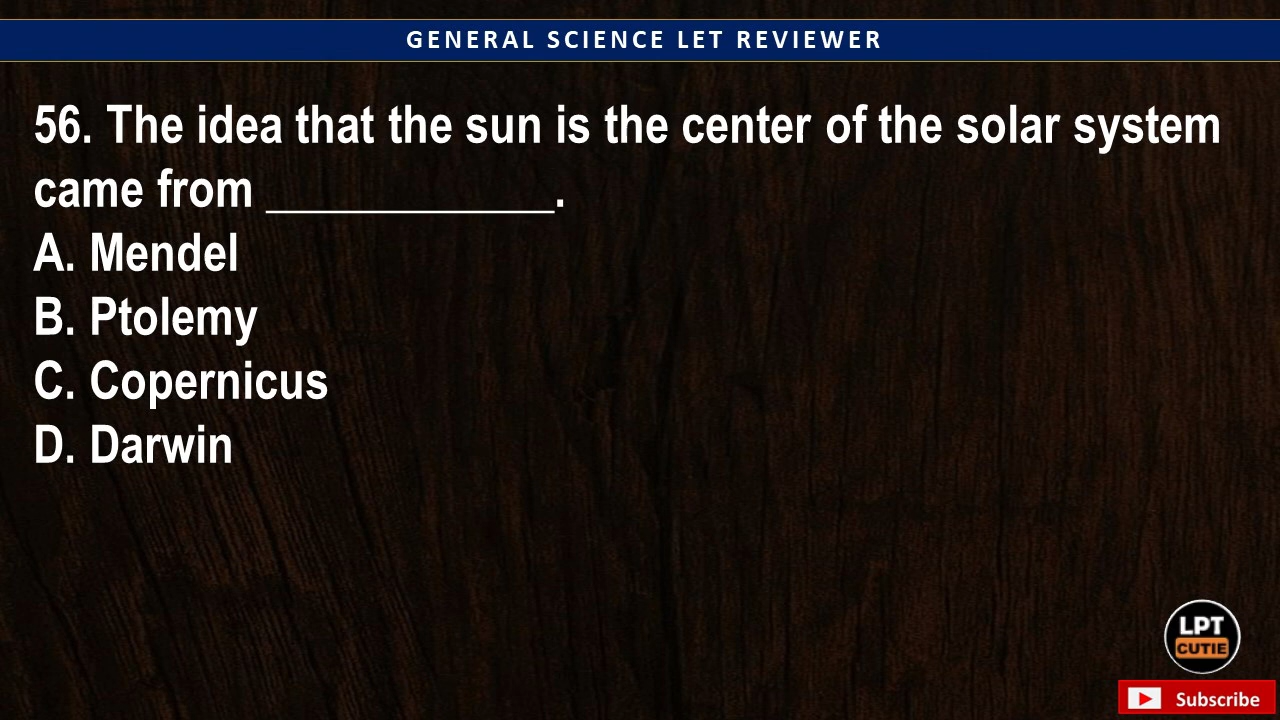 GENERAL SCIENCE LET REVIEWER
56. The idea that the sun is the center of the solar system
came from _____________.
A. Mendel
B. Ptolemy
C. Copernicus
D. Darwin
LPT
CUTIE
Subscribe